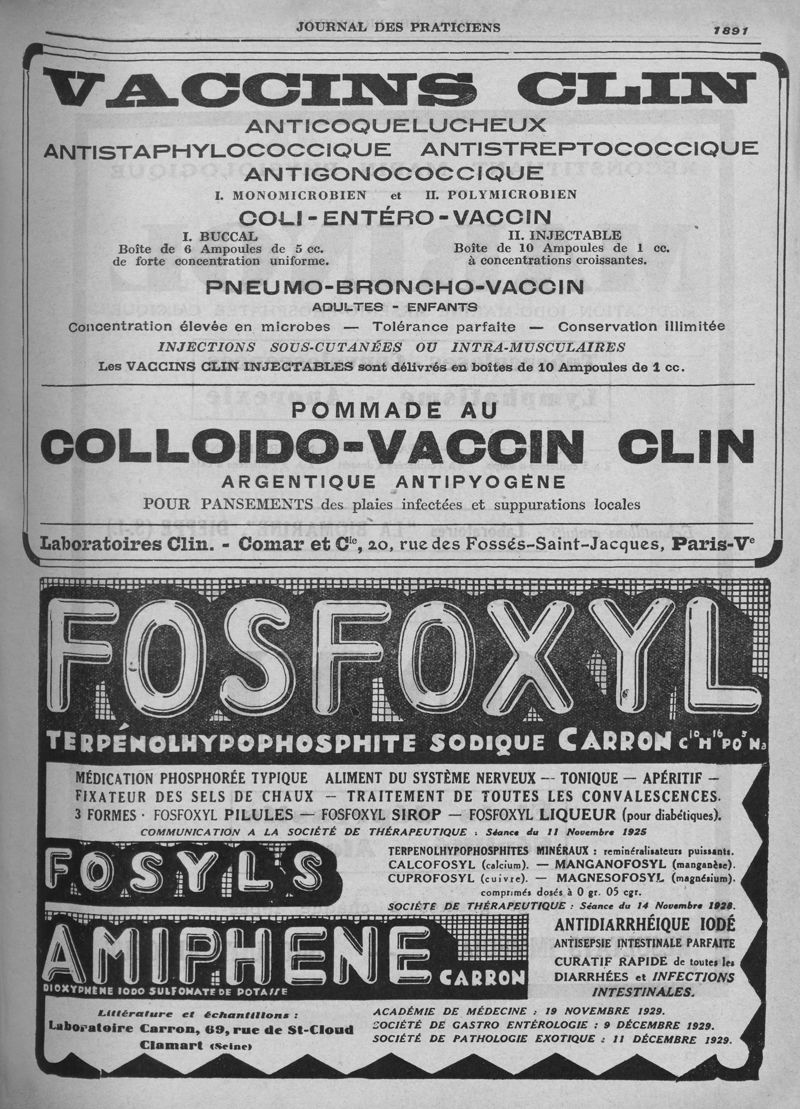 JOURNAL DES PRATICIENS 1891
VACCINS CLIN
ANTICOQUELUCHEUX
ANTISTAPHYLOCOCCIQUE ANTISTREPTOCOCCIQUE
ANTIGONOCOCCIQUE
I. MONOMICROBIEN et II. POLYMICROBIEN
COLI-ENTÉRO-VACCIN
I. BUCCAL
Boîte de 6 Ampoules de 5 cc.
de forte concentration uniforme.
II. INJECTABLE
Boîte de 10 Ampoules de 1 cc.
à concentrations croissantes.
PNEUMO-BRONCHO-VACCIN
ADULTES - ENFANTS
Concentration élevée en microbes — Tolérance parfaite — Conservation illimitée
INJECTIONS SOUS-CUTANÉES OU INTRA-MUSCULAIRES
Les VACCINS CLIN INJECTABLES sont délivrés en boîtes de 10 Ampoules de 1 cc.
POMMADE AU
COLLOIDO-VACCIN CLIN
ARGENTIQUE ANTIPYOGÈNE
POUR PANSEMENTS des plaies infectées et suppurations locales
Laboratoires Clin. - Comar et Cie, 20, rue des Fossés-Saint-Jacques, Paris-Ve
FOSFOXYL
TERPÉNOLHYPOPHOSPHITE SODIQUE CARRON C10H16PO3Na
MÉDICATION PHOSPHORÉE TYPIQUE ALIMENT DU SYSTÈME NERVEUX — TONIQUE — APÉRITIF —
FIXATEUR DES SELS DE CHAUX — TRAITEMENT DE TOUTES LES CONVALESCENCES.
3 FORMES · FOSFOXYL PILULES — FOSFOXYL SIROP — FOSFOXYL LIQUEUR (pour diabétiques).
COMMUNICATION A LA SOCIÉTÉ DE THÉRAPEUTIQUE : Séance du 11 Novembre 1925
FOSYLS
TERPENOLHYPOPHOSPHITES MINÉRAUX : reminéralisateurs puissants.
CALCOFOSYL (calcium). — MANGANOFOSYL (manganèse).
CUPROFOSYL (cuivre). — MAGNESOFOSYL (magnésium).
comprimés dosés à 0 gr. 05 cgr.
SOCIÉTE DE THÉRAPEUTIQUE : Séance du 14 Novembre 1928.
AMIPHENE CARRON
DIOXYPHÈNE IODO SULFONATE DE POTASSE
ANTIDIARRHÉIQUE IODÉ
ANTISEPSIE INTESTINALE PARFAITE
CURATIF RAPIDE de toutes les
DIARRHÉES et INFECTIONS
INTESTINALES.
Littérature et échantillons :
Laboratoire Carron, 69, rue de St-Cloud
Clamart (Seine)
ACADÉMIE DE MÉDECINE : 19 NOVEMBRE 1929.
SOCIÉTÉ DE GASTRO ENTÉROLOGIE : 9 DÉCEMBRE 1929.
SOCIÉTÉ DE PATHOLOGIE EXOTIQUE : 11 DÉCEMBRE 1929.